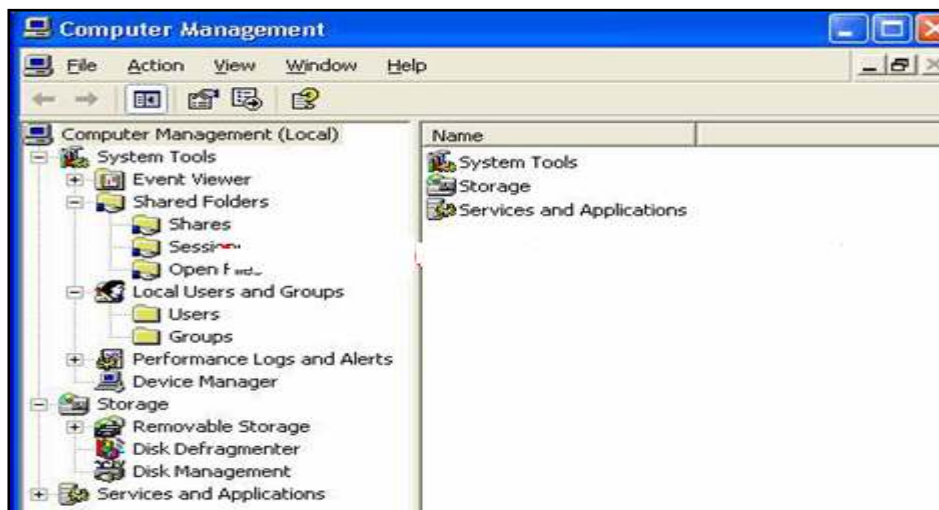 Computer Management
File Action View Window Help
Computer Management (Local)
System Tools
Event Viewer
Shared Folders
Shares
Open
Local Users and Groups
Users
Groups
Performance Logs and Alerts
Device Manager
Storage
Removable Storage
Disk Defragmenter
Disk Management
Services and Applications
Name
System Tools
Storage
Services and Applications